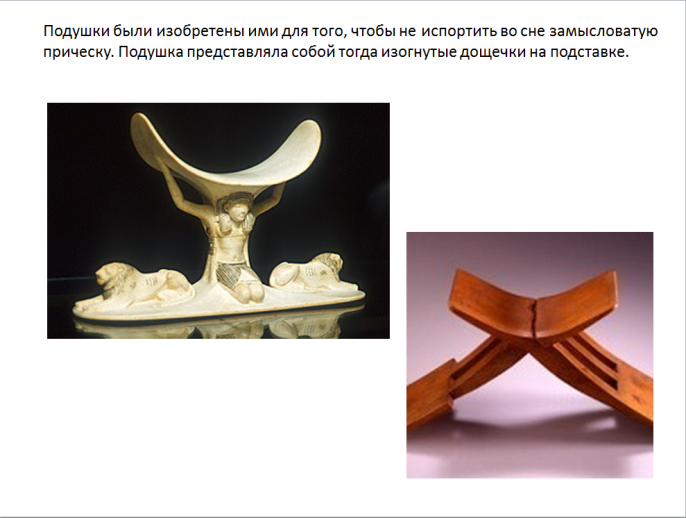 Подушки были изобретены ими для того, чтобы не испортить во сне замысловатую
прическу. Подушка представляла собой тогда изогнутые дощечки на подставке.